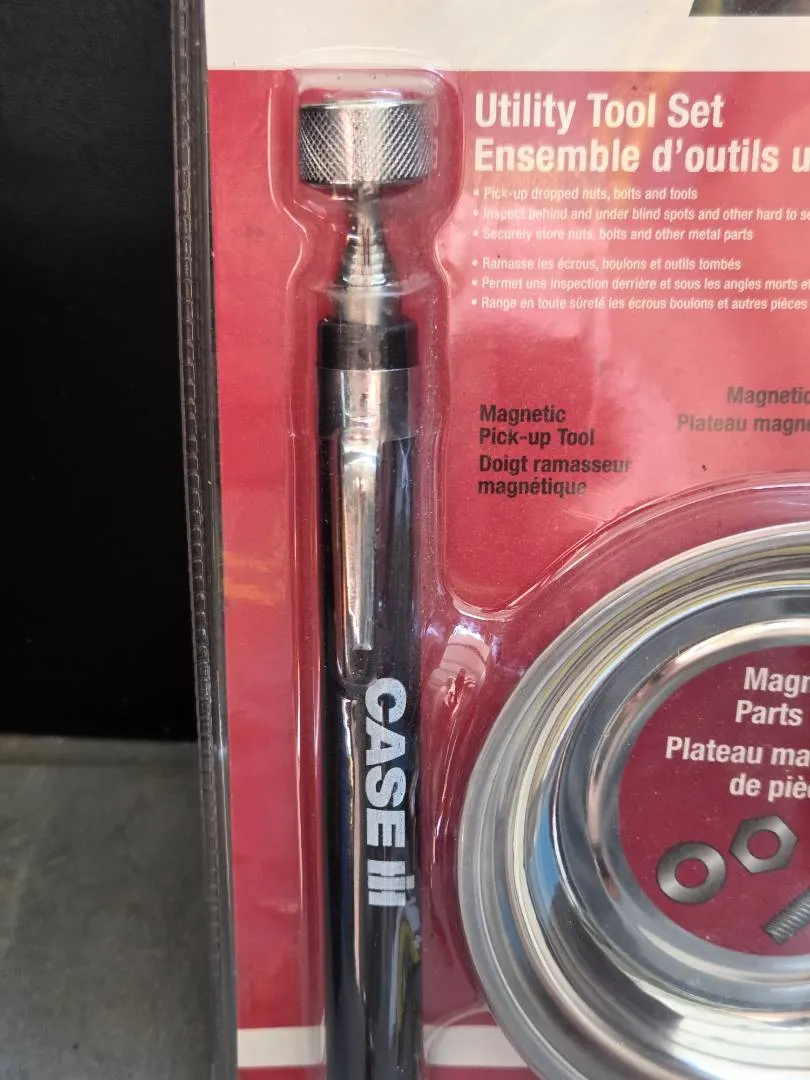 Utility Tool Set
Ensemble d'outils u
• Pick-up dropped nuts, bolts and tools
• Inspect behind and under blind spots and other hard to se
• Securely store nuts, bolts and other metal parts
• Ramasse les écrous, boulons et outils tombés
• Permet une inspection derrière et sous les angles morts et
• Range en toute sûreté les écrous boulons et autres pièces
Magnetic
Pick-up Tool
Doigt ramasseur
magnétique
Magnetic
Plateau magné
CASE III
Magn
Parts
Plateau ma
de pièc